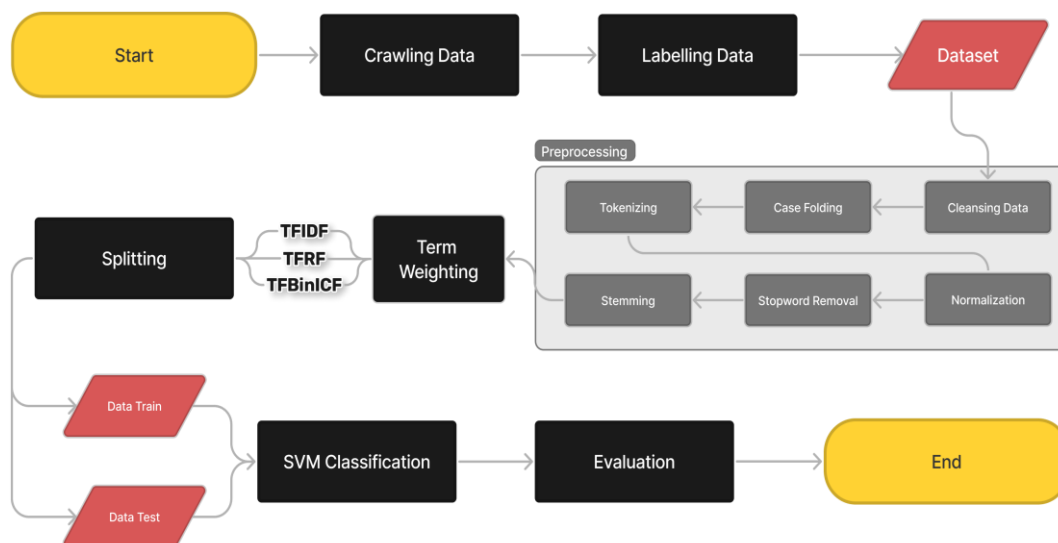 Start
Crawling Data
Labelling Data
Dataset
Preprocessing
Cleansing Data
Case Folding
Tokenizing
Normalization
Stopword Removal
Stemming
Term
Weighting
TFIDF
TFRF
TFBinICF
Splitting
Data Train
Data Test
SVM Classification
Evaluation
End